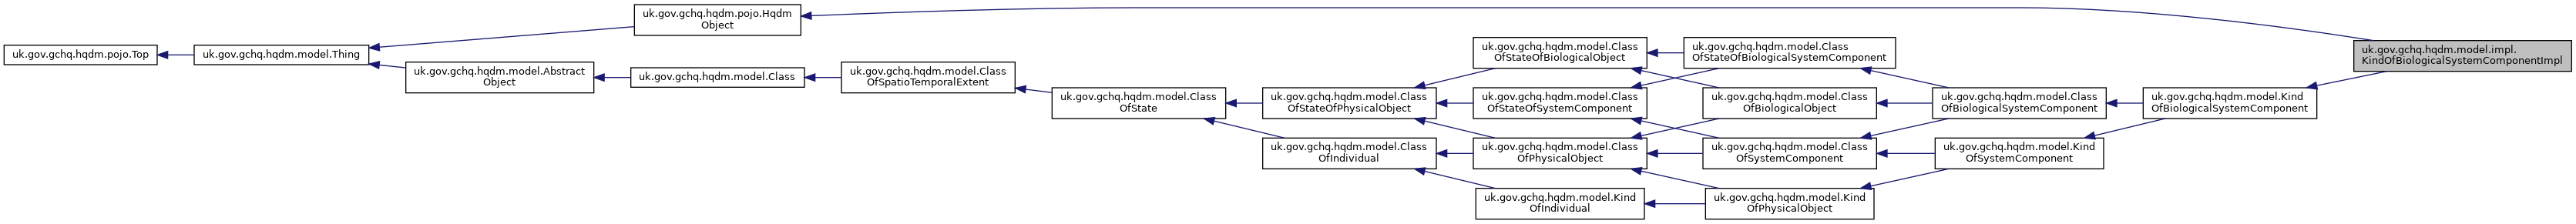 uk.gov.gchq.hqdm.pojo.Top
uk.gov.gchq.hqdm.model.Thing
uk.gov.gchq.hqdm.pojo.Hqdm
Object
uk.gov.gchq.hqdm.model.Abstract
Object
uk.gov.gchq.hqdm.model.Class
uk.gov.gchq.hqdm.model.Class
OfSpatioTemporalExtent
uk.gov.gchq.hqdm.model.Class
OfState
uk.gov.gchq.hqdm.model.Class
OfStateOfPhysicalObject
uk.gov.gchq.hqdm.model.Class
OfIndividual
uk.gov.gchq.hqdm.model.Class
OfStateOfBiologicalObject
uk.gov.gchq.hqdm.model.Class
OfStateOfSystemComponent
uk.gov.gchq.hqdm.model.Class
OfPhysicalObject
uk.gov.gchq.hqdm.model.Kind
OfIndividual
uk.gov.gchq.hqdm.model.Class
OfStateOfBiologicalSystemComponent
uk.gov.gchq.hqdm.model.Class
OfBiologicalObject
uk.gov.gchq.hqdm.model.Class
OfSystemComponent
uk.gov.gchq.hqdm.model.Kind
OfPhysicalObject
uk.gov.gchq.hqdm.model.Class
OfBiologicalSystemComponent
uk.gov.gchq.hqdm.model.Kind
OfSystemComponent
uk.gov.gchq.hqdm.model.Kind
OfBiologicalSystemComponent
uk.gov.gchq.hqdm.model.impl.
KindOfBiologicalSystemComponentImpl